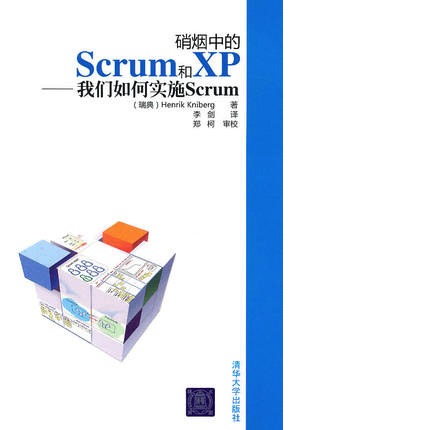 硝烟中的
Scrum和XP
——我们如何实施Scrum
(瑞典) Henrik Kniberg 著
李 剑 译
郑 柯 审校
清华大学出版社